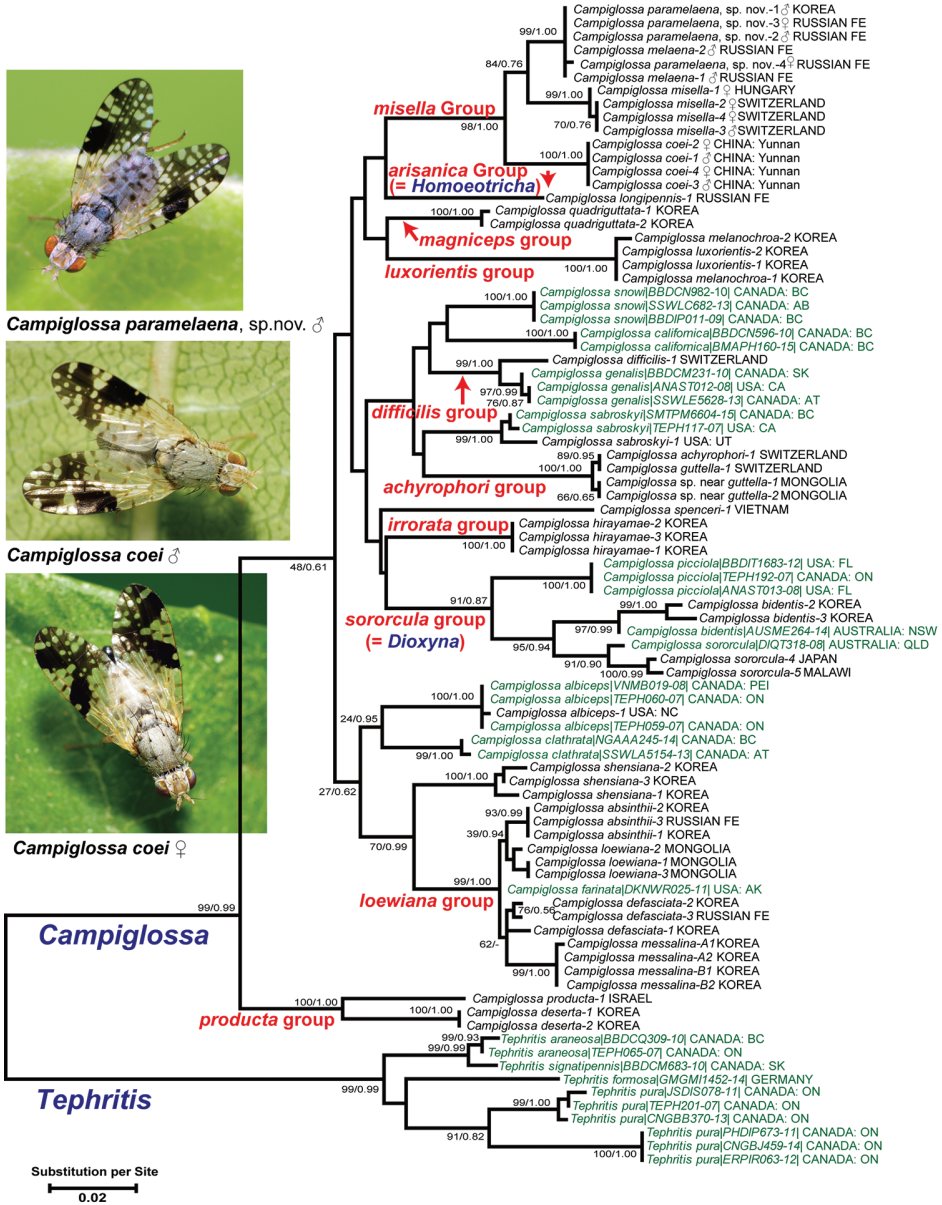 Campiglossa paramelaena, sp. nov.-1♂ KOREA
Campiglossa paramelaena, sp. nov.-3♀ RUSSIAN FE
Campiglossa paramelaena, sp. nov.-2♂ RUSSIAN FE
Campiglossa melaena-2♂ RUSSIAN FE
Campiglossa paramelaena, sp. nov.-4♀ RUSSIAN FE
Campiglossa melaena-1♂ RUSSIAN FE
99/1.00
84/0.76
Campiglossa misella-1♀ HUNGARY
Campiglossa misella-2♀ SWITZERLAND
Campiglossa misella-4♀ SWITZERLAND
Campiglossa misella-3♂ SWITZERLAND
99/1.00
70/0.76
misella Group
98/1.00
Campiglossa coei-2♀ CHINA: Yunnan
Campiglossa coei-1♂ CHINA: Yunnan
Campiglossa coei-4♀ CHINA: Yunnan
Campiglossa coei-3♂ CHINA: Yunnan
100/1.00
arisanica Group
(= Homoeotricha)
Campiglossa longipennis-1 RUSSIAN FE
Campiglossa quadriguttata-1 KOREA
Campiglossa quadriguttata-2 KOREA
100/1.00
magniceps group
Campiglossa melanochroa-2 KOREA
Campiglossa luxorientis-2 KOREA
Campiglossa luxorientis-1 KOREA
Campiglossa melanochroa-1 KOREA
100/1.00
luxorientis group
Campiglossa paramelaena, sp.nov. ♂
Campiglossa snowi|BBDCN982-10| CANADA: BC
Campiglossa snowi|SSWLC682-13| CANADA: AB
Campiglossa snowi|BBDIP011-09| CANADA: BC
100/1.00
Campiglossa californica|BBDCN596-10| CANADA: BC
Campiglossa californica|BMAPH160-15| CANADA: BC
100/1.00
Campiglossa difficilis-1 SWITZERLAND
Campiglossa genalis|BBDCM231-10| CANADA: SK
Campiglossa genalis|ANAST012-08| USA: CA
Campiglossa genalis|SSWLE5628-13| CANADA: AT
99/1.00
97/0.99
76/0.87
difficilis group
Campiglossa sabroskyi|SMTPM6604-15| CANADA: BC
Campiglossa sabroskyi|TEPH117-07| USA: CA
Campiglossa sabroskyi-1 USA: UT
99/1.00
Campiglossa achyrophori-1 SWITZERLAND
Campiglossa guttella-1 SWITZERLAND
Campiglossa sp. near guttella-1 MONGOLIA
Campiglossa sp. near guttella-2 MONGOLIA
89/0.95
100/1.00
66/0.65
achyrophori group
Campiglossa spenceri-1 VIETNAM
irrorata group
Campiglossa hirayamae-2 KOREA
Campiglossa hirayamae-3 KOREA
Campiglossa hirayamae-1 KOREA
100/1.00
Campiglossa coei ♂
48/0.61
Campiglossa picciola|BBDIT1683-12| USA: FL
Campiglossa picciola|TEPH192-07| CANADA: ON
Campiglossa picciola|ANAST013-08| USA: FL
100/1.00
91/0.87
sororcula group
(= Dioxyna)
Campiglossa bidentis-2 KOREA
Campiglossa bidentis-3 KOREA
Campiglossa bidentis|AUSME264-14| AUSTRALIA: NSW
99/1.00
97/0.99
95/0.94
Campiglossa sororcula|DIQT318-08| AUSTRALIA: QLD
Campiglossa sororcula-4 JAPAN
Campiglossa sororcula-5 MALAWI
91/0.90
100/0.99
Campiglossa albiceps|VNMB019-08| CANADA: PEI
Campiglossa albiceps|TEPH060-07| CANADA: ON
Campiglossa albiceps-1 USA: NC
Campiglossa albiceps|TEPH059-07| CANADA: ON
100/1.00
24/0.95
Campiglossa clathrata|NGAAA245-14| CANADA: BC
Campiglossa clathrata|SSWLA5154-13| CANADA: AT
99/1.00
27/0.62
Campiglossa shensiana-2 KOREA
Campiglossa shensiana-3 KOREA
Campiglossa shensiana-1 KOREA
100/1.00
70/0.99
Campiglossa absinthii-2 KOREA
Campiglossa absinthii-3 RUSSIAN FE
Campiglossa absinthii-1 KOREA
93/0.99
39/0.94
Campiglossa loewiana-2 MONGOLIA
Campiglossa loewiana-1 MONGOLIA
Campiglossa loewiana-3 MONGOLIA
99/1.00
loewiana group
Campiglossa farinata|DKNWR025-11| USA: AK
Campiglossa defasciata-2 KOREA
Campiglossa defasciata-3 RUSSIAN FE
76/0.56
Campiglossa defasciata-1 KOREA
62/-
Campiglossa messalina-A1 KOREA
Campiglossa messalina-A2 KOREA
Campiglossa messalina-B1 KOREA
Campiglossa messalina-B2 KOREA
99/1.00
Campiglossa coei ♀
99/0.99
Campiglossa
Campiglossa producta-1 ISRAEL
Campiglossa deserta-1 KOREA
Campiglossa deserta-2 KOREA
100/1.00
100/1.00
producta group
Tephritis araneosa|BBDCQ309-10| CANADA: BC
Tephritis araneosa|TEPH065-07| CANADA: ON
Tephritis signatipennis|BBDCM683-10| CANADA: SK
99/0.93
99/0.99
Tephritis formosa|GMGMI1452-14| GERMANY
99/0.99
Tephritis
Tephritis pura|JSDIS078-11| CANADA: ON
Tephritis pura|TEPH201-07| CANADA: ON
Tephritis pura|CNGBB370-13| CANADA: ON
99/1.00
91/0.82
Tephritis pura|PHDIP673-11| CANADA: ON
Tephritis pura|CNGBJ459-14| CANADA: ON
Tephritis pura|ERPIR063-12| CANADA: ON
100/1.00
Substitution per Site
0.02